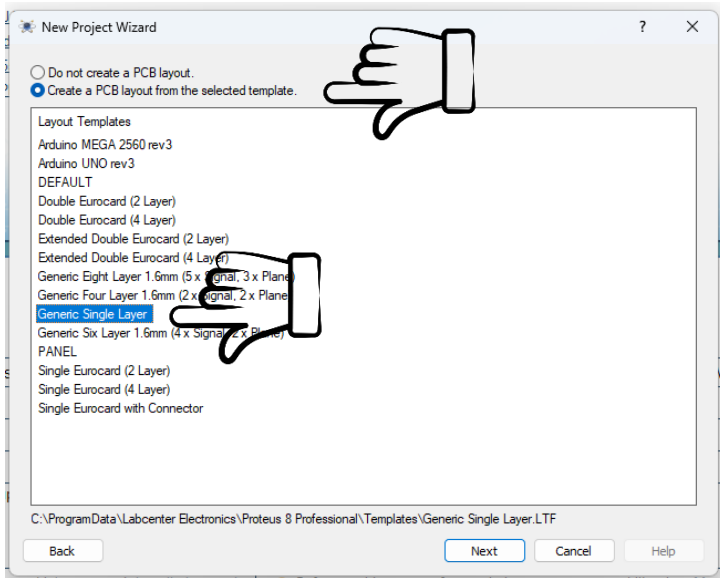 New Project Wizard
? X
Do not create a PCB layout.
Create a PCB layout from the selected template.
Layout Templates
Arduino MEGA 2560 rev3
Arduino UNO rev3
DEFAULT
Double Eurocard (2 Layer)
Double Eurocard (4 Layer)
Extended Double Eurocard (2 Layer)
Extended Double Eurocard (4 Layer)
Generic Eight Layer 1.6mm (5 x Signal, 3 x Plane)
Generic Four Layer 1.6mm (2 x Signal, 2 x Plane
Generic Single Layer
Generic Six Layer 1.6mm (4 x Signal, 2 x Plane)
PANEL
Single Eurocard (2 Layer)
Single Eurocard (4 Layer)
Single Eurocard with Connector
C:\ProgramData\Labcenter Electronics\Proteus 8 Professional\Templates\Generic Single Layer.LTF
Back Next Cancel Help